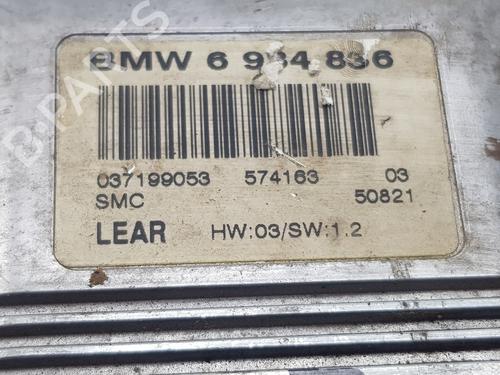 BMW 6 934 836
037199053 574163 03
SMC 50821
LEAR HW:03/SW:1.2
B-PARTS